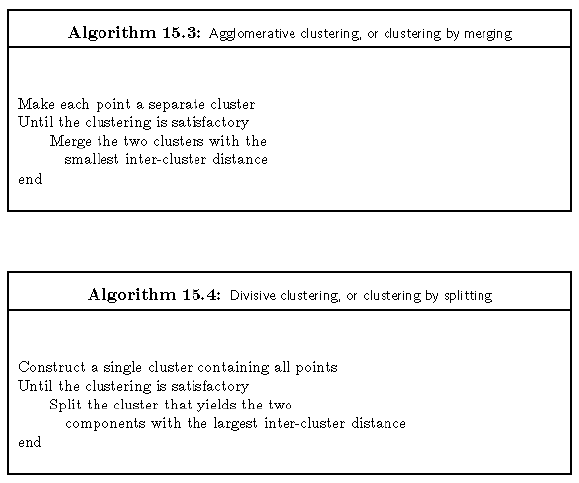 Algorithm 15.3: Agglomerative clustering, or clustering by merging
Make each point a separate cluster
Until the clustering is satisfactory
Merge the two clusters with the
smallest inter-cluster distance
end
Algorithm 15.4: Divisive clustering, or clustering by splitting
Construct a single cluster containing all points
Until the clustering is satisfactory
Split the cluster that yields the two
components with the largest inter-cluster distance
end